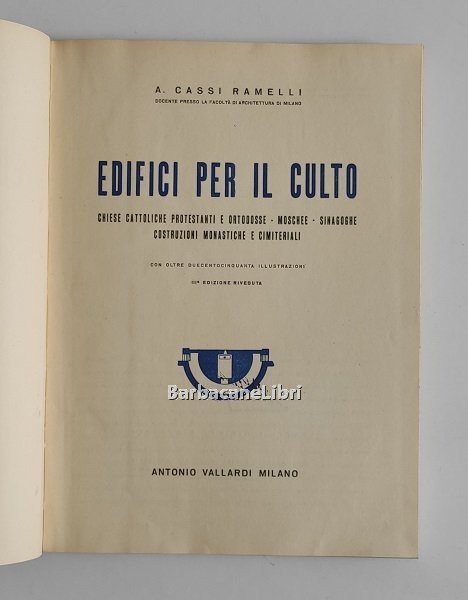 A. CASSI RAMELLI
DOCENTE PRESSO LA FACOLTÀ DI ARCHITETTURA DI MILANO
EDIFICI PER IL CULTO
CHIESE CATTOLICHE PROTESTANTI E ORTODOSSE - MOSCHEE - SINAGOGHE
COSTRUZIONI MONASTICHE E CIMITERIALI
CON OLTRE DUECENTOCINQUANTA ILLUSTRAZIONI
IIIª EDIZIONE RIVEDUTA
BarbacaneLibri
ANTONIO VALLARDI MILANO